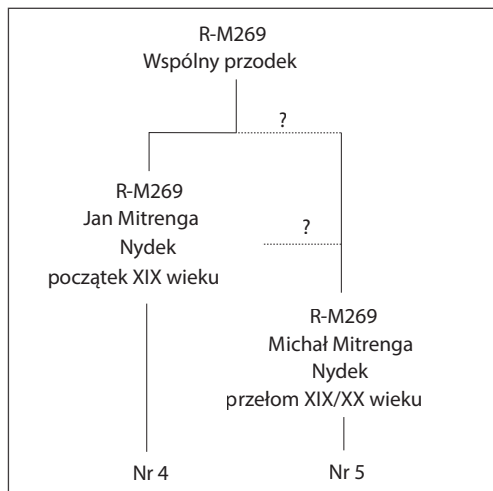 R-M269
Wspólny przodek
?
R-M269
Jan Mitrenga
Nydek
początek XIX wieku
?
R-M269
Michał Mitrenga
Nydek
przełom XIX/XX wieku
Nr 4
Nr 5